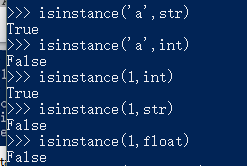 >>> isinstance('a',str)
True
>>> isinstance('a',int)
False
>>> isinstance(1,int)
True
>>> isinstance(1,str)
False
>>> isinstance(1,float)
False